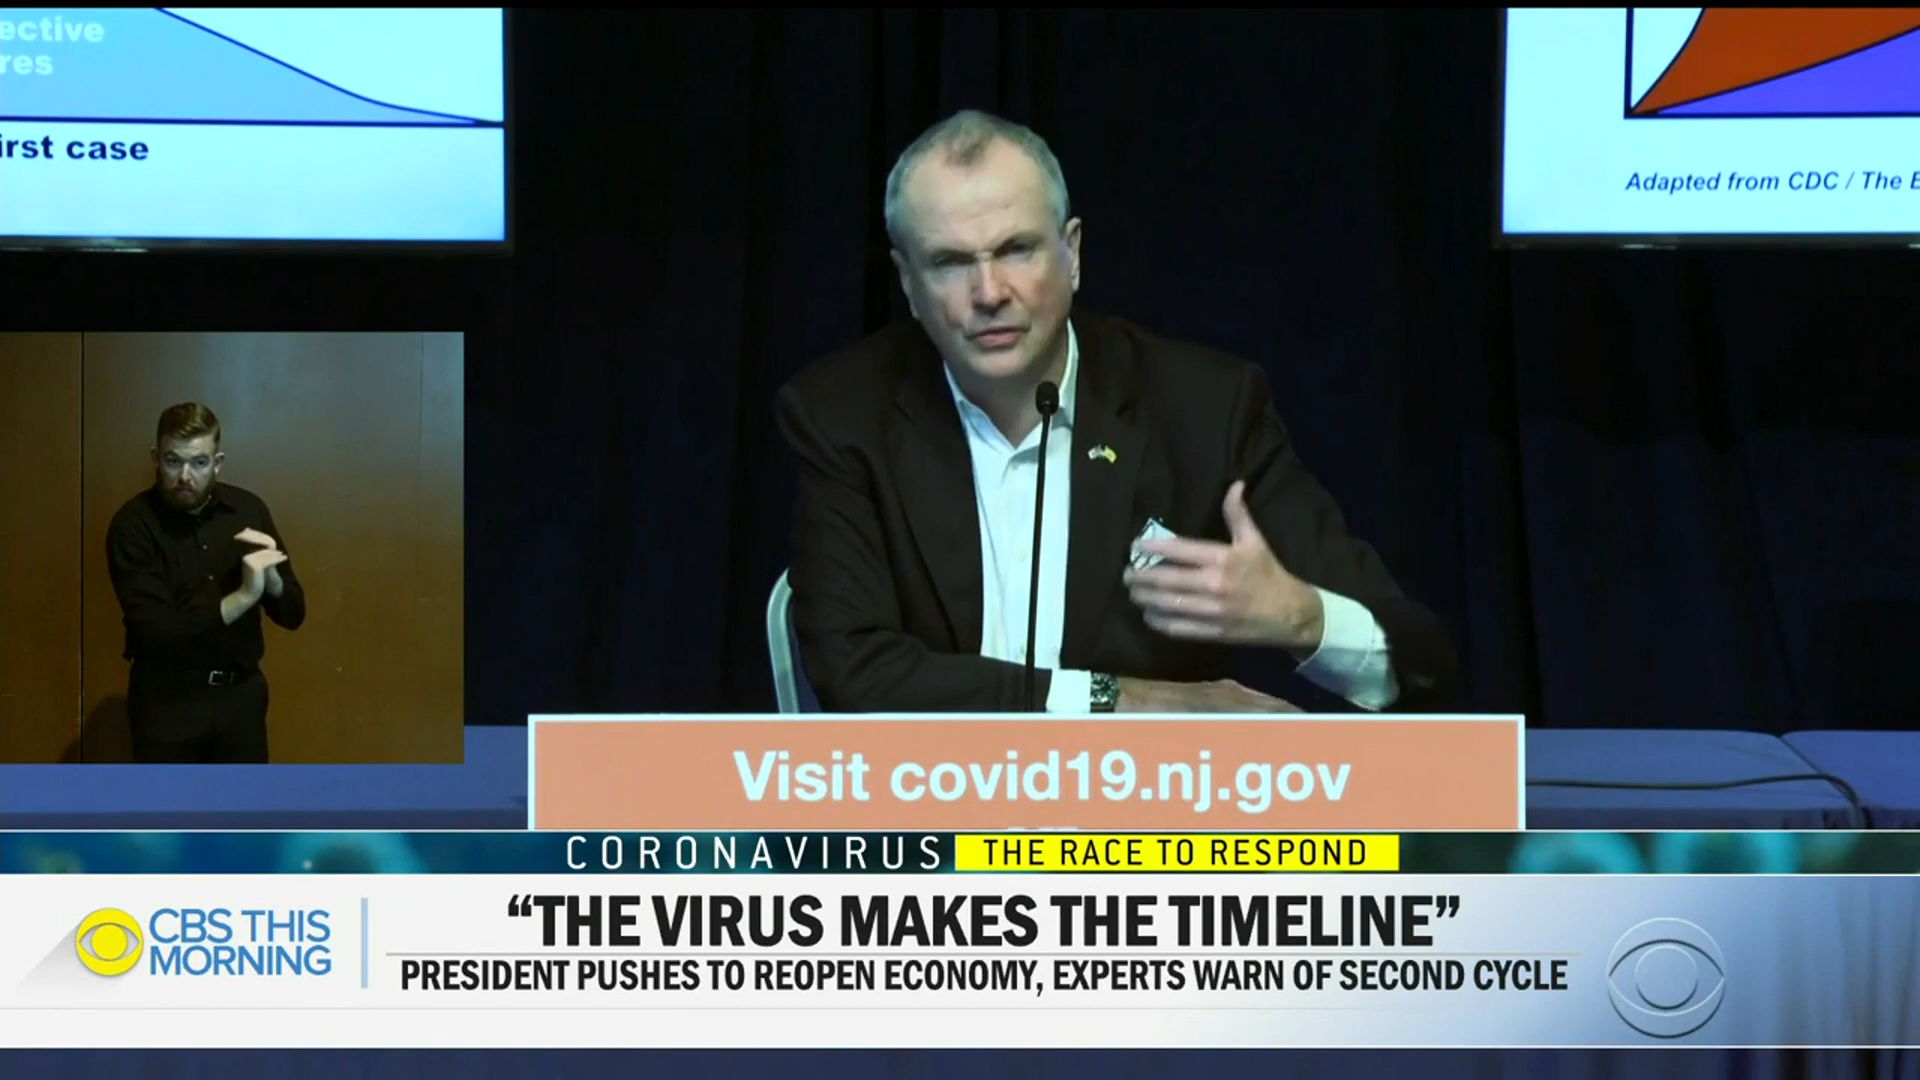 ective
res
irst case
Adapted from CDC / The E
Visit covid19.nj.gov
CORONAVIRUS THE RACE TO RESPOND
CBS THIS
MORNING
“THE VIRUS MAKES THE TIMELINE”
PRESIDENT PUSHES TO REOPEN ECONOMY, EXPERTS WARN OF SECOND CYCLE